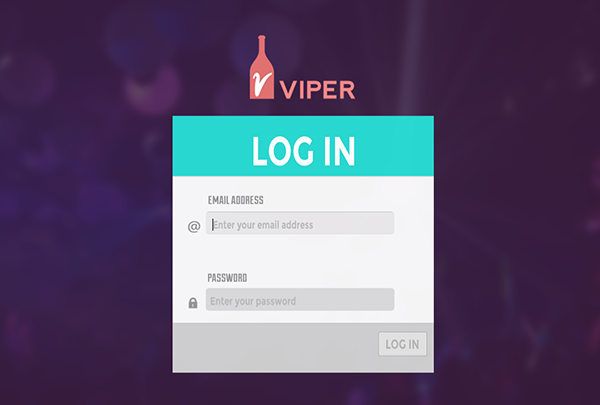 V VIPER
LOG IN
EMAIL ADDRESS
@ Enter your email address
PASSWORD
Enter your password
LOG IN